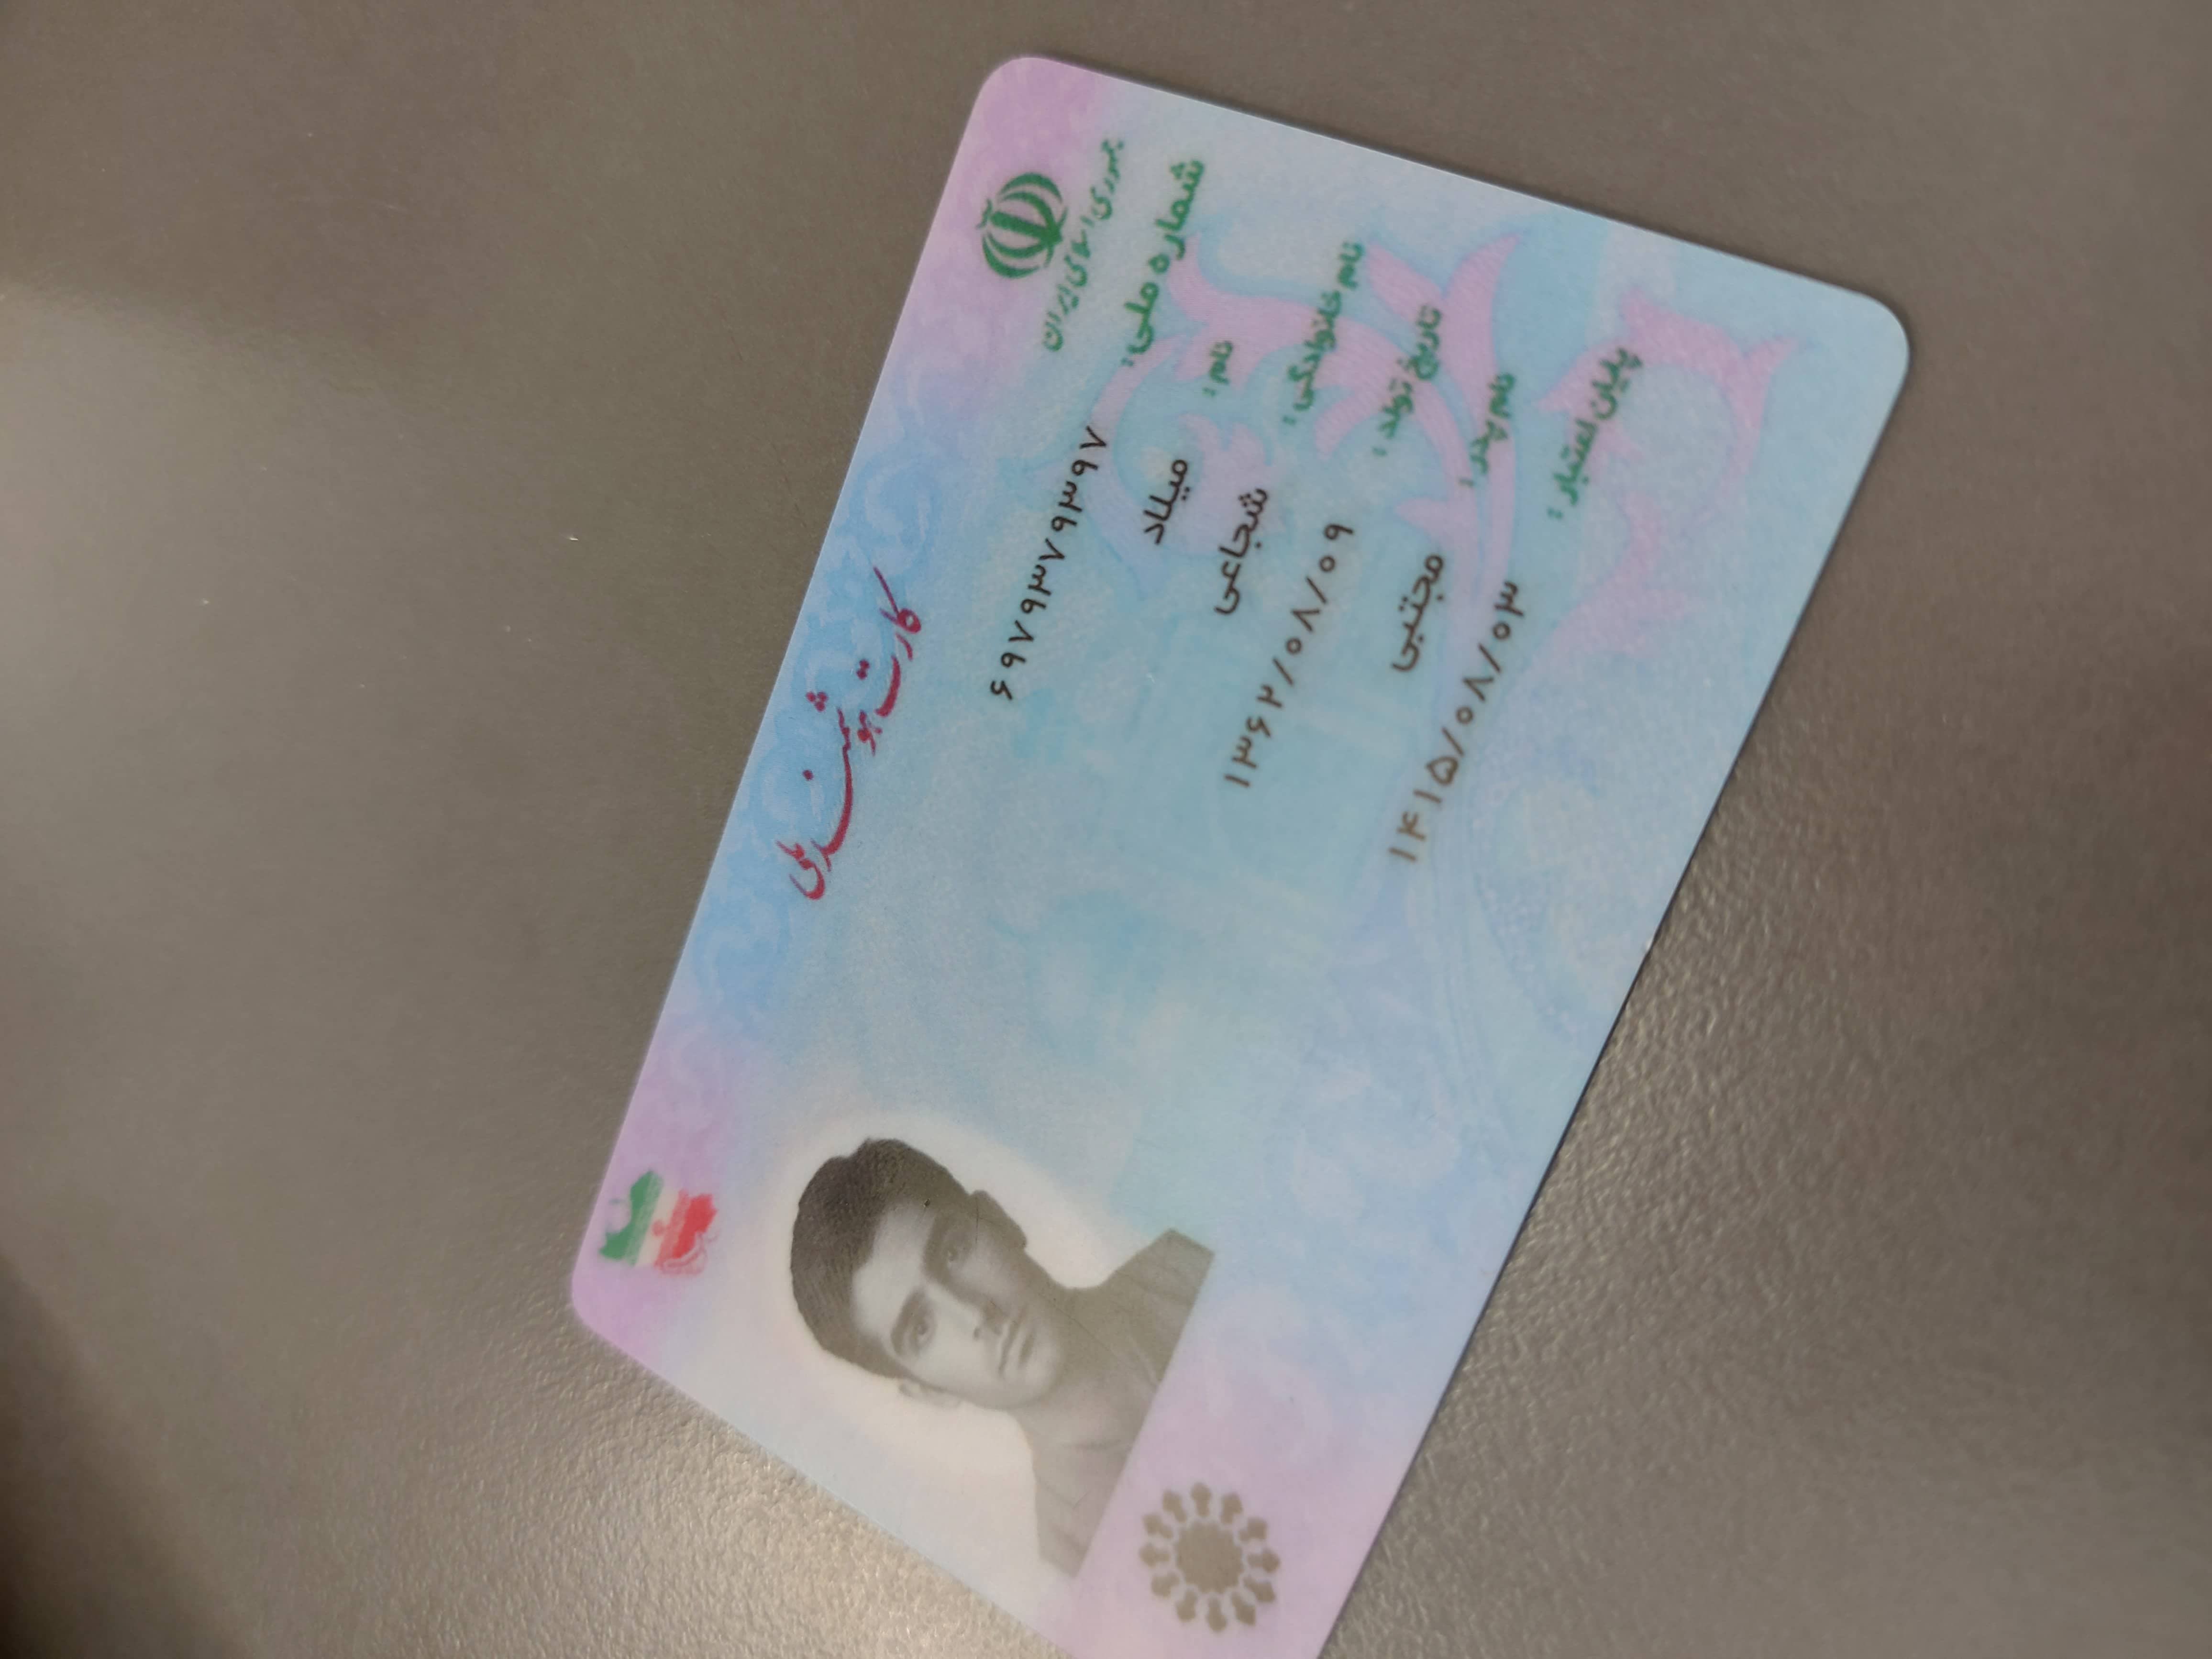 جمهوری اسلامی ایران
کارت هوشمند ملی
شماره ملی: ۶۹۷۹۳۷۹۳۹۷
نام: میلاد
نام خانوادگی: شجاعی
تاریخ تولد: ۱۳۶۲/۰۸/۰۹
نام پدر: مجتبی
پایان اعتبار: ۱۴۱۵/۰۸/۰۳